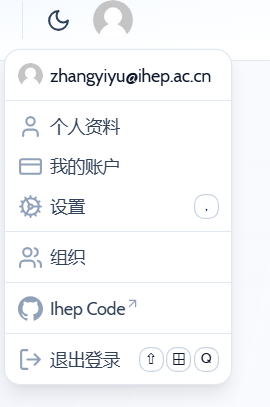 zhangyiyu@ihep.ac.cn
个人资料
我的账户
设置 ,
组织
Ihep Code
退出登录 ⇧ ⊞ Q